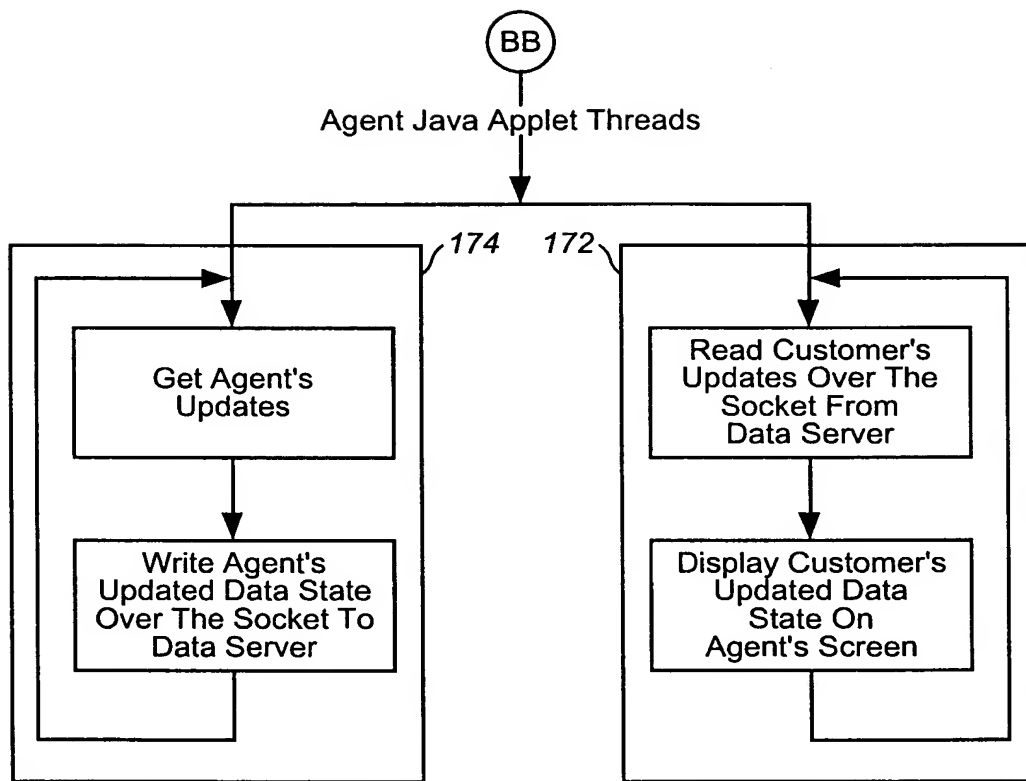 BB
Agent Java Applet Threads
174
172
Get Agent's
Updates
Write Agent's
Updated Data State
Over The Socket To
Data Server
Read Customer's
Updates Over The
Socket From
Data Server
Display Customer's
Updated Data
State On
Agent's Screen